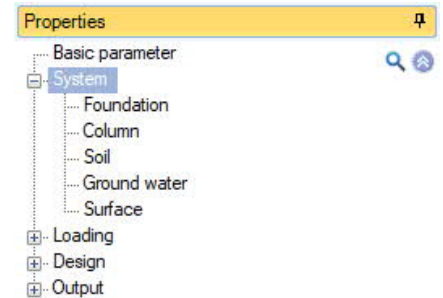 Properties
Basic parameter
System
Foundation
Column
Soil
Ground water
Surface
Loading
Design
Output